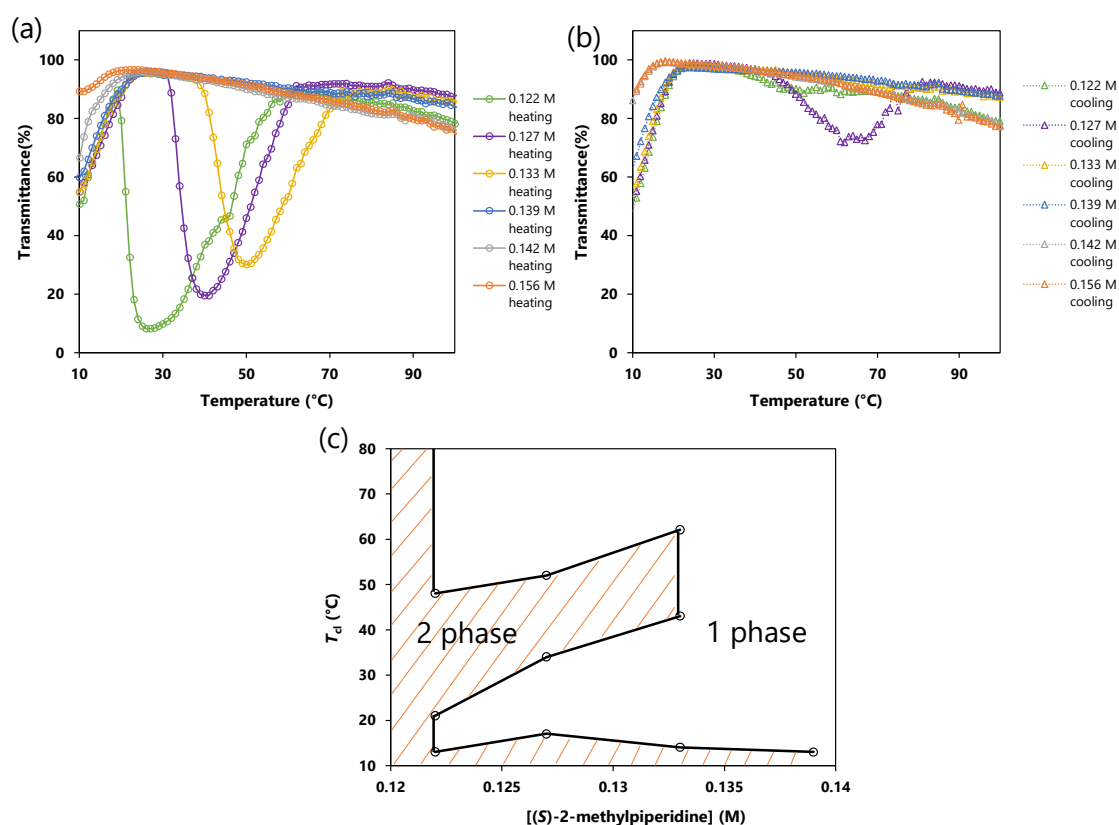 (a)
100
80
60
40
20
0
Transmittance(%)
10 30 50 70 90
Temperature (°C)
0.122 M
heating
0.127 M
heating
0.133 M
heating
0.139 M
heating
0.142 M
heating
0.156 M
heating
(b)
100
80
60
40
20
0
Transmittance(%)
10 30 50 70 90
Temperature (°C)
0.122 M
cooling
0.127 M
cooling
0.133 M
cooling
0.139 M
cooling
0.142 M
cooling
0.156 M
cooling
(c)
80
70
60
50
40
30
20
10
Tcl (°C)
2 phase
1 phase
0.12 0.125 0.13 0.135 0.14
[(S)-2-methylpiperidine] (M)